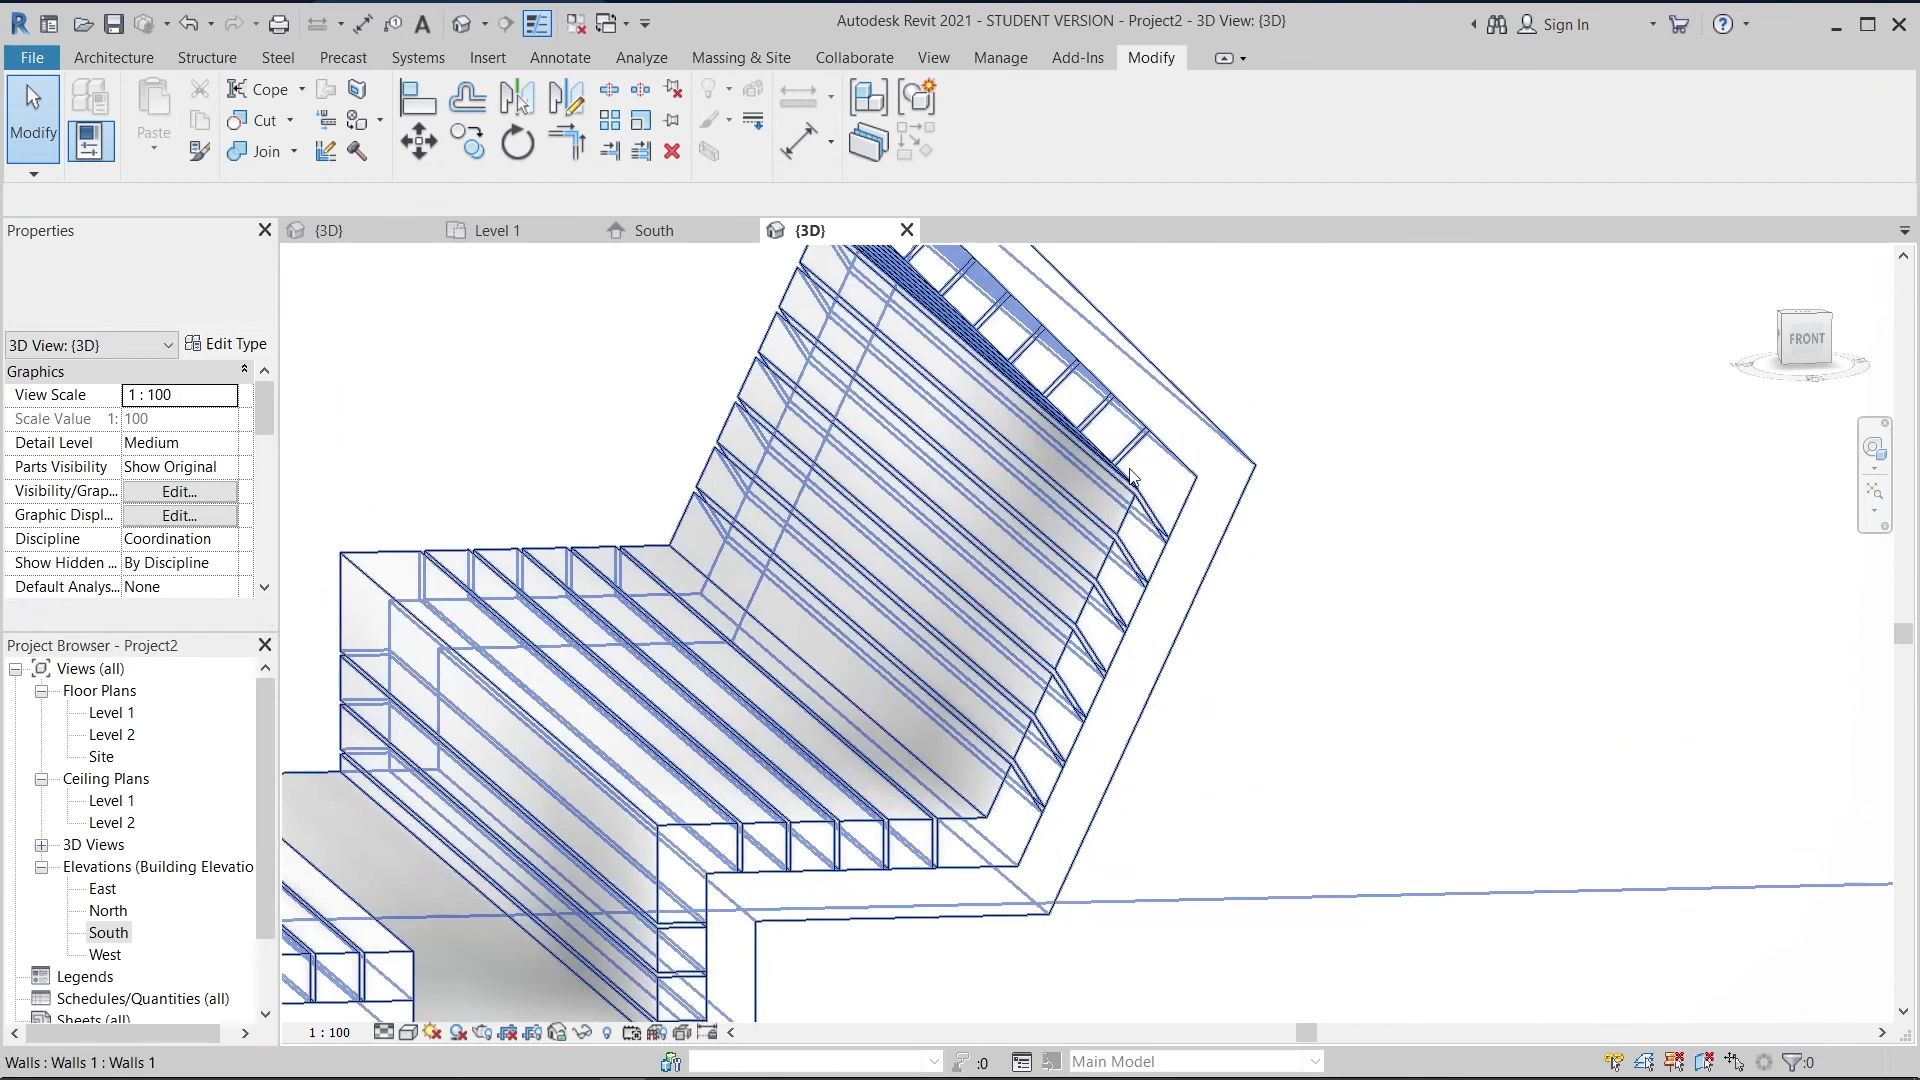 Autodesk Revit 2021 - STUDENT VERSION - Project2 - 3D View: {3D}
Sign In
File Architecture Structure Steel Precast Systems Insert Annotate Analyze Massing & Site Collaborate View Manage Add-Ins Modify
Modify
Paste
Cope
Cut
Join
Properties
{3D}
Level 1
South
{3D}
3D View: {3D}
Edit Type
Graphics
View Scale 1 : 100
Scale Value 1: 100
Detail Level Medium
Parts Visibility Show Original
Visibility/Grap... Edit...
Graphic Displ... Edit...
Discipline Coordination
Show Hidden ... By Discipline
Default Analys... None
FRONT
Project Browser - Project2
Views (all)
Floor Plans
Level 1
Level 2
Site
Ceiling Plans
Level 1
Level 2
3D Views
Elevations (Building Elevatio
East
North
South
West
Legends
Schedules/Quantities (all)
Sheets (all)
1 : 100
Walls : Walls 1 : Walls 1
:0
Main Model
:0